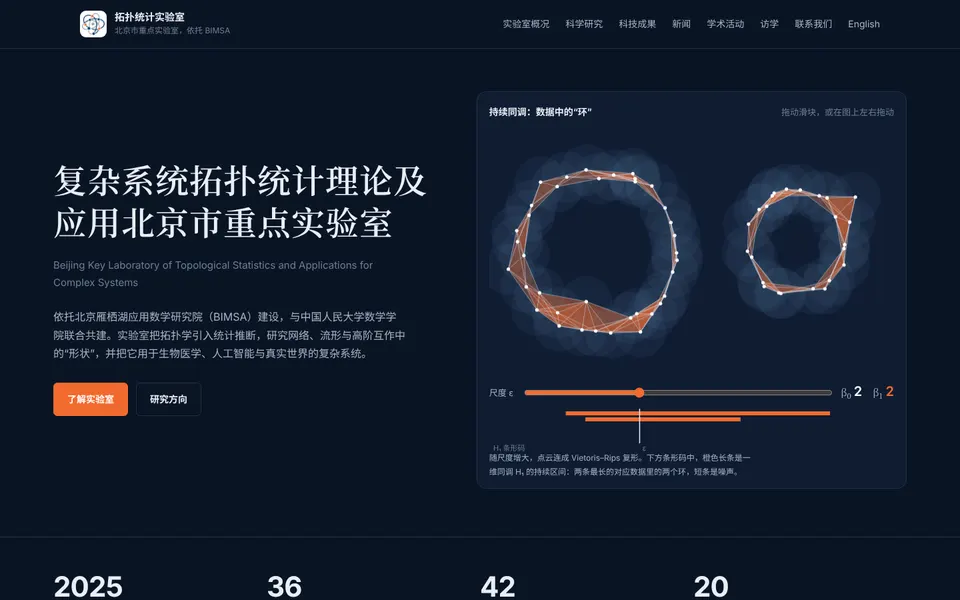 拓扑统计实验室
北京市重点实验室，依托 BIMSA
实验室概况 科学研究 科技成果 新闻 学术活动 访学 联系我们 English
复杂系统拓扑统计理论及
应用北京市重点实验室
Beijing Key Laboratory of Topological Statistics and Applications for
Complex Systems
依托北京雁栖湖应用数学研究院（BIMSA）建设，与中国人民大学数学学
院联合共建。实验室把拓扑学引入统计推断，研究网络、流形与高阶互作中
的“形状”，并把它用于生物医学、人工智能与真实世界的复杂系统。
了解实验室 研究方向
持续同调：数据中的“环” 拖动滑块，或在图上左右拖动
尺度 ε β₀ 2 β₁ 2
H₁ 条形码 ε
随尺度增大，点云连成 Vietoris–Rips 复形。下方条形码中，橙色长条是一
维同调 H₁ 的持续区间：两条最长的对应数据里的两个环，短条是噪声。
2025 36 42 20